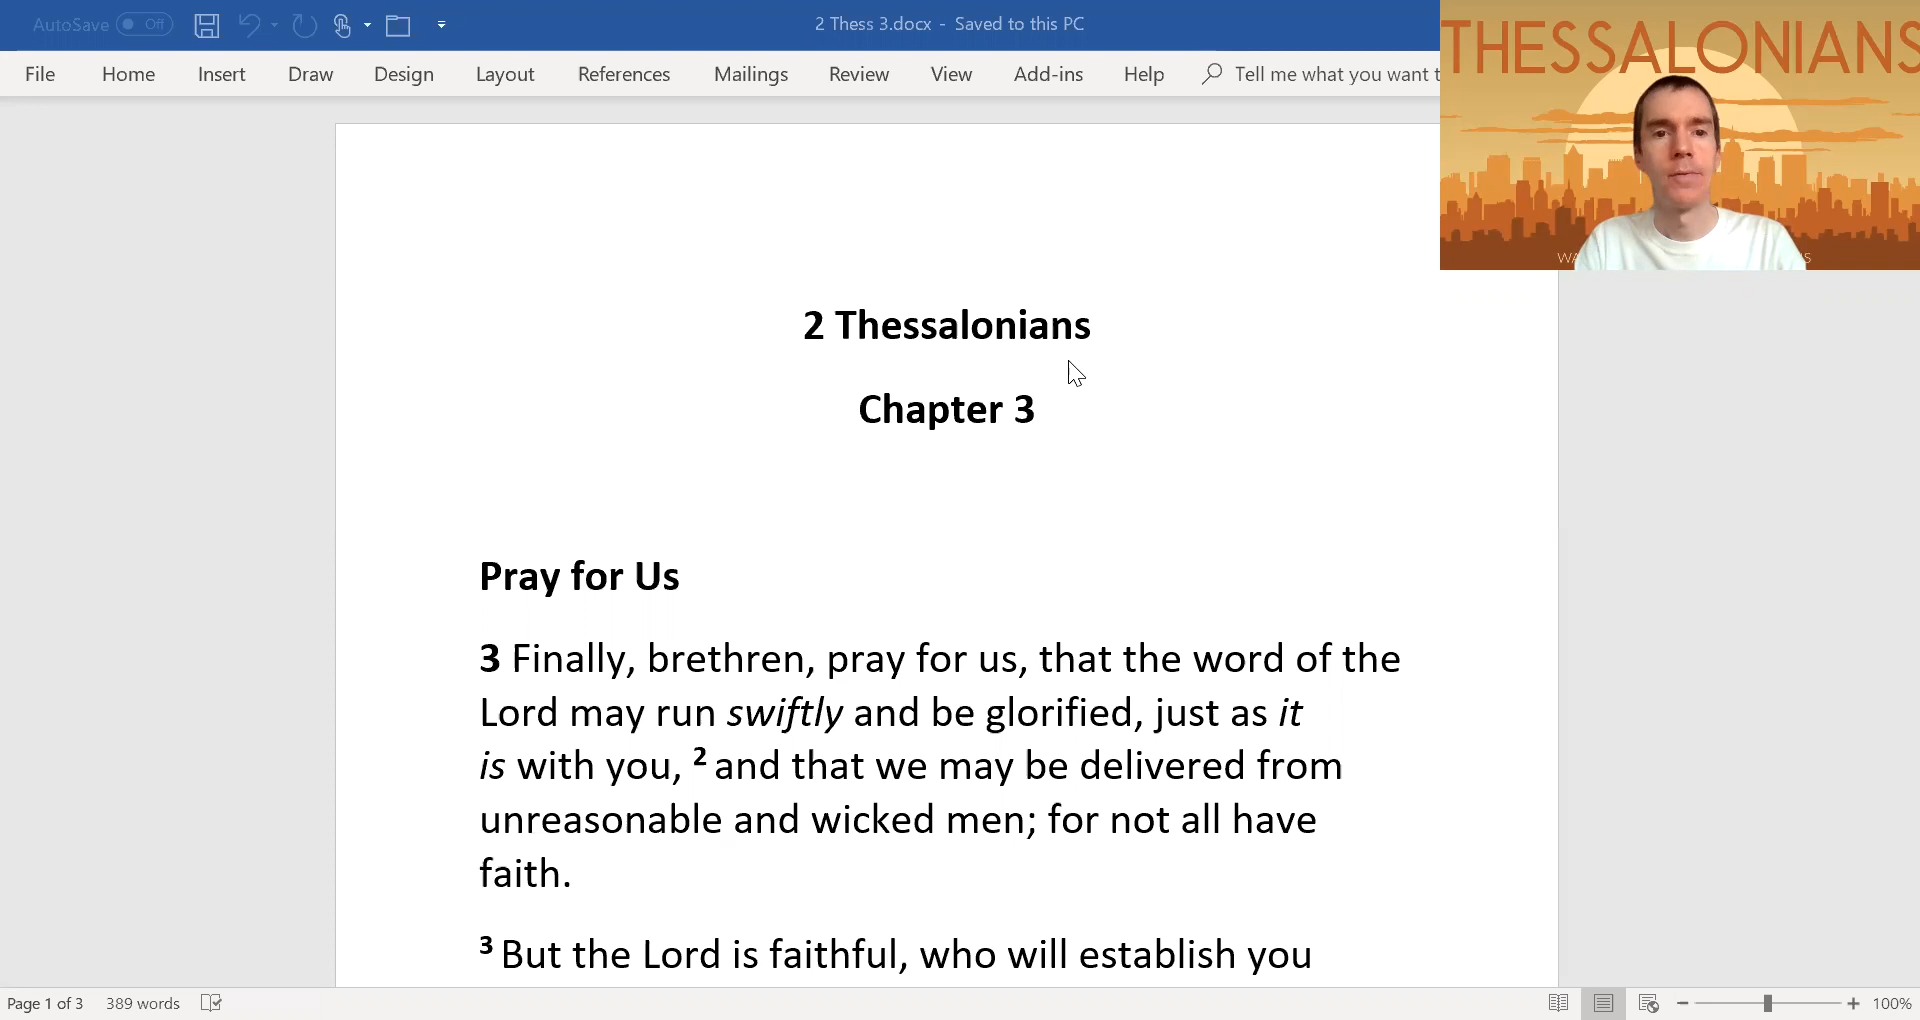 AutoSave Off
2 Thess 3.docx - Saved to this PC
THESSALONIANS
File Home Insert Draw Design Layout References Mailings Review View Add-ins Help Tell me what you want t
WA
S
2 Thessalonians
Chapter 3
Pray for Us
3 Finally, brethren, pray for us, that the word of the
Lord may run swiftly and be glorified, just as it
is with you, 2 and that we may be delivered from
unreasonable and wicked men; for not all have
faith.
3 But the Lord is faithful, who will establish you
Page 1 of 3 389 words
100%